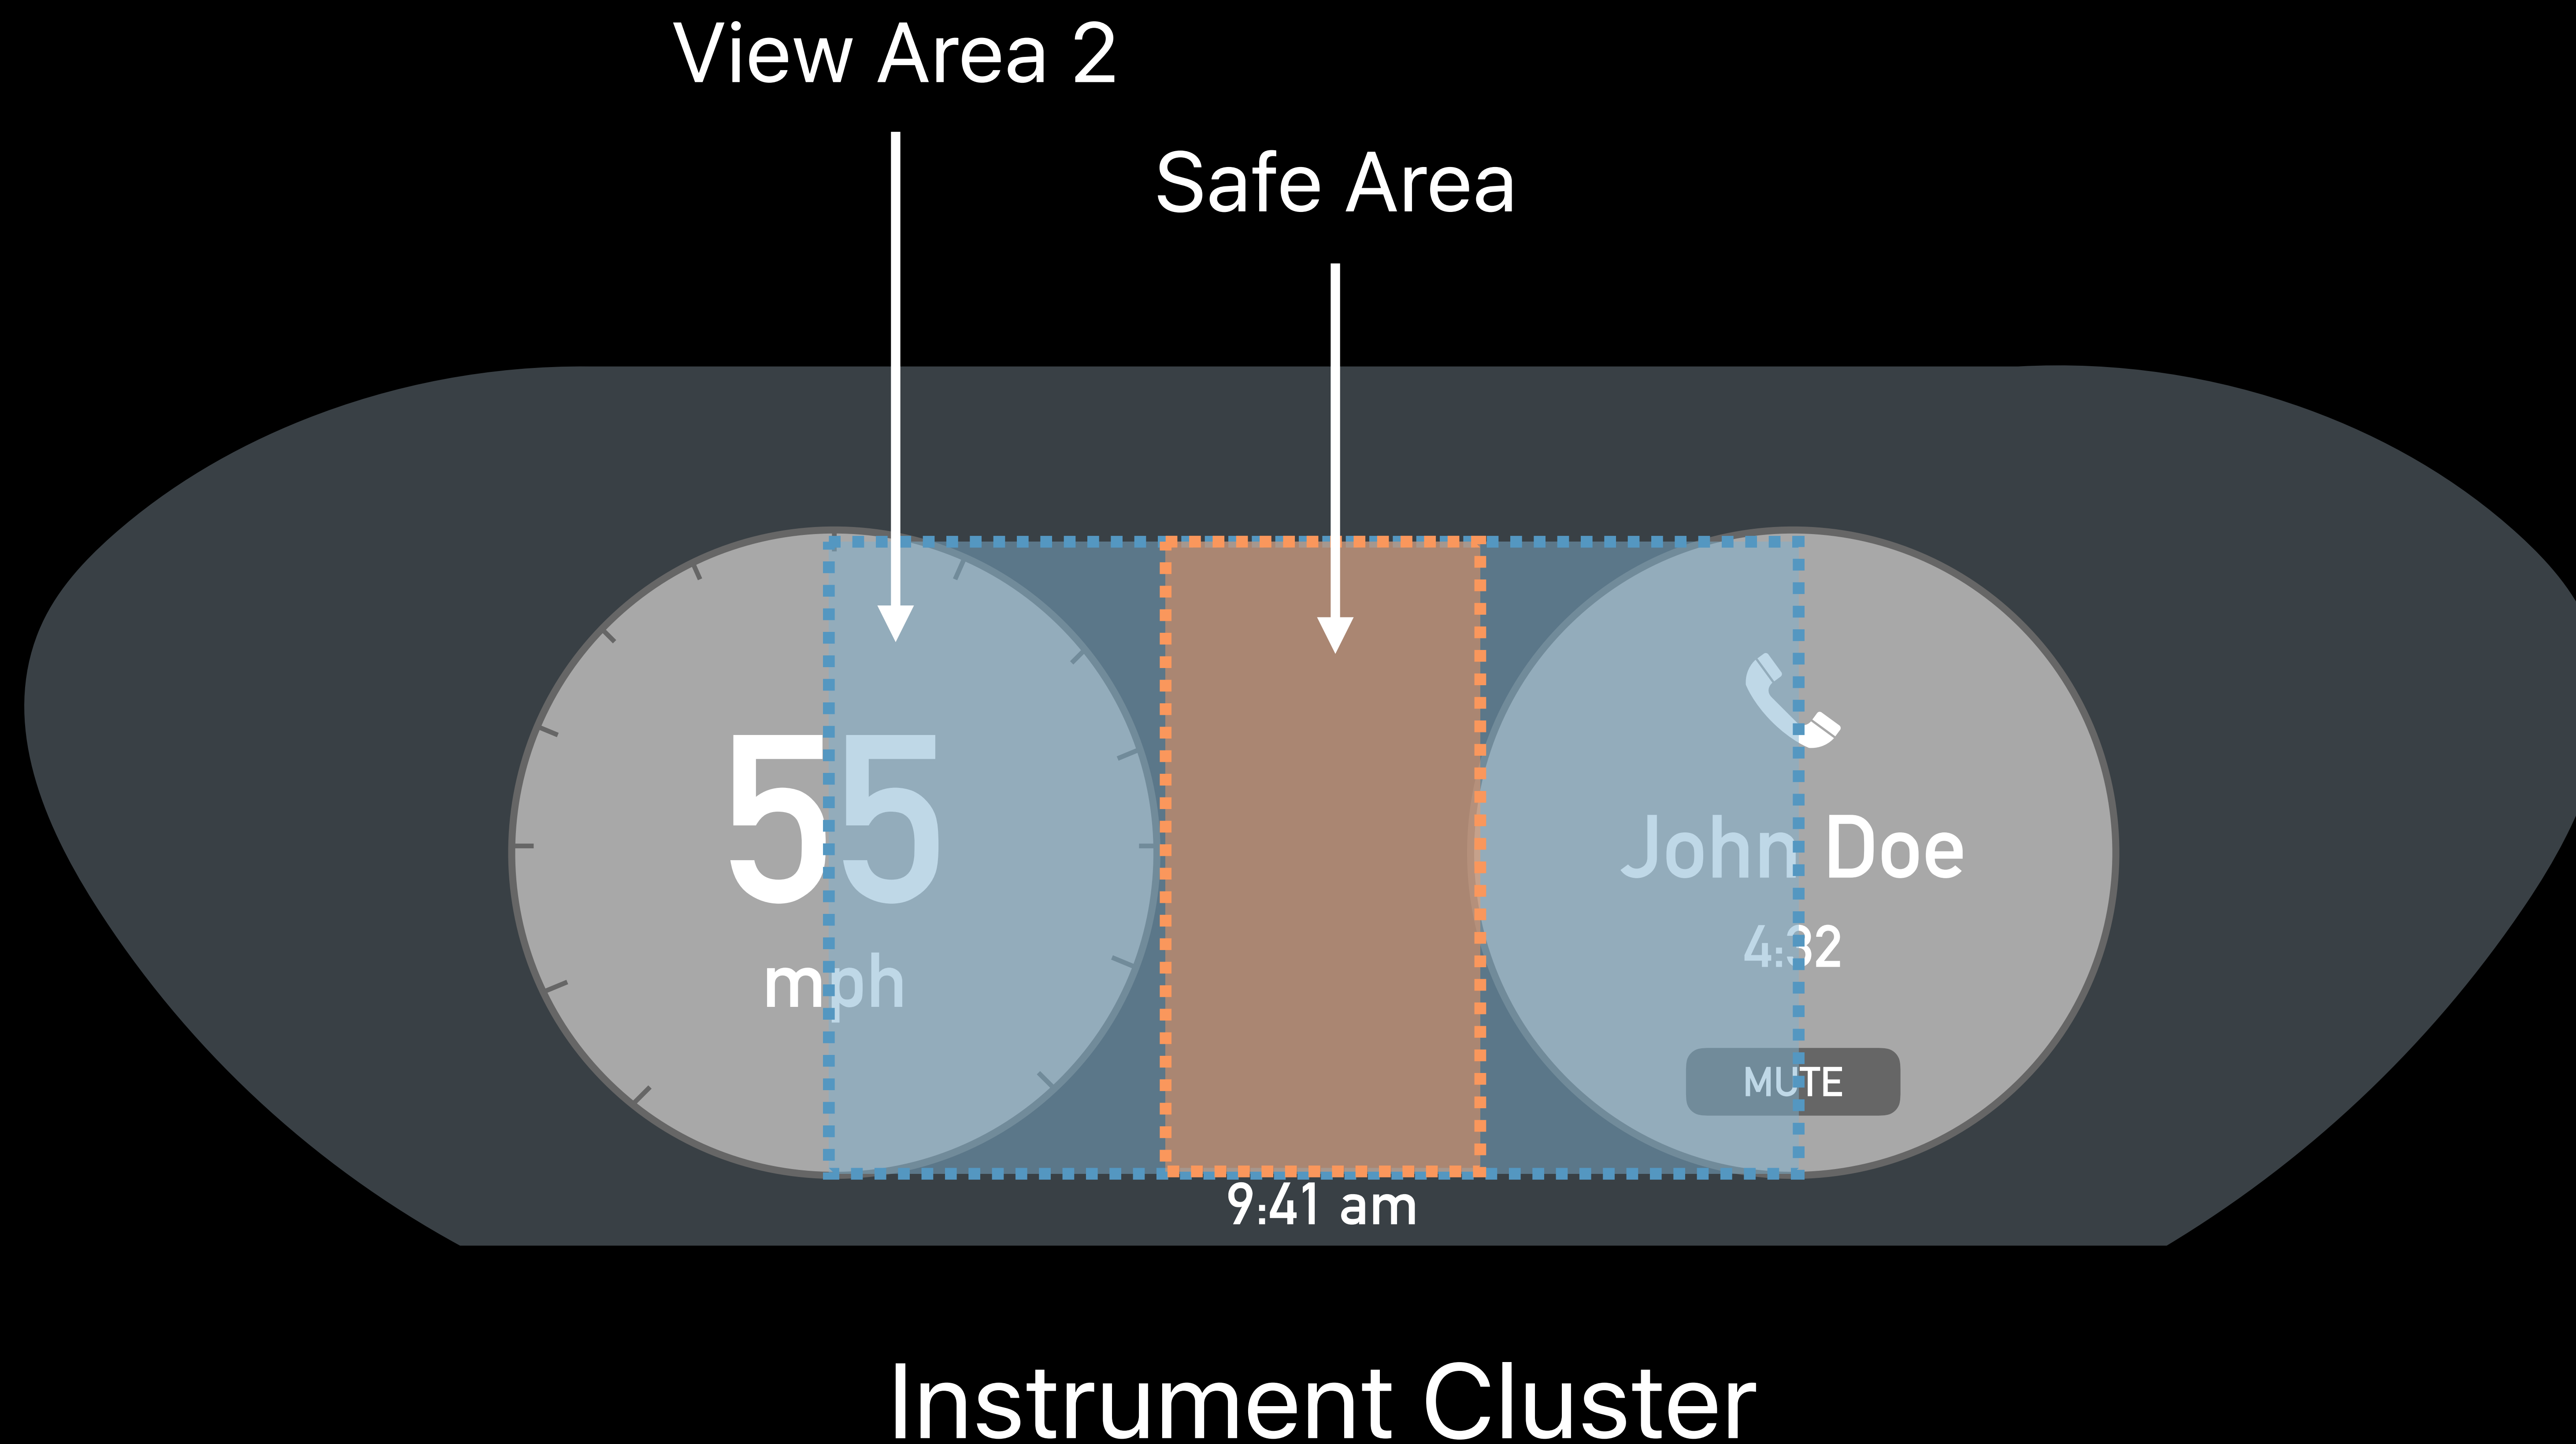 View Area 2
Safe Area
55
mph
John Doe
4:32
MUTE
9:41 am
Instrument Cluster